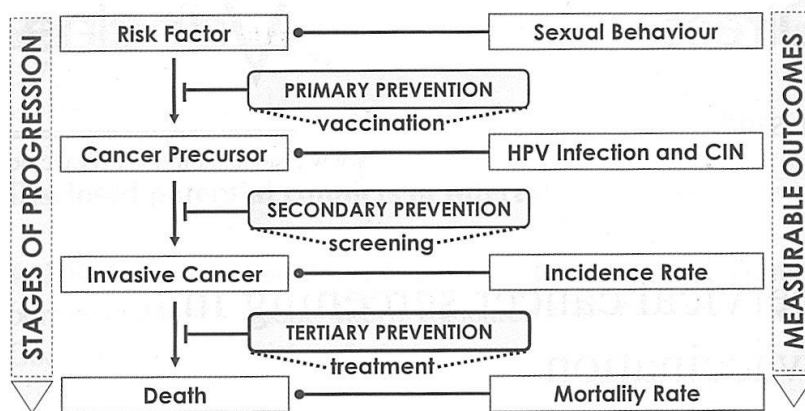 STAGES OF PROGRESSION
Risk Factor
Sexual Behaviour
PRIMARY PREVENTION
vaccination
Cancer Precursor
HPV Infection and CIN
SECONDARY PREVENTION
screening
Invasive Cancer
Incidence Rate
TERTIARY PREVENTION
treatment
Death
Mortality Rate
MEASURABLE OUTCOMES